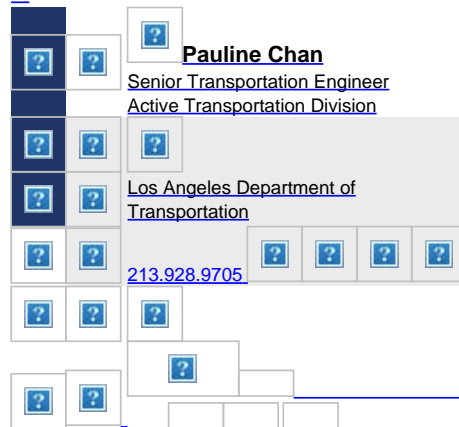 Pauline Chan
Senior Transportation Engineer
Active Transportation Division
Los Angeles Department of
Transportation
213.928.9705